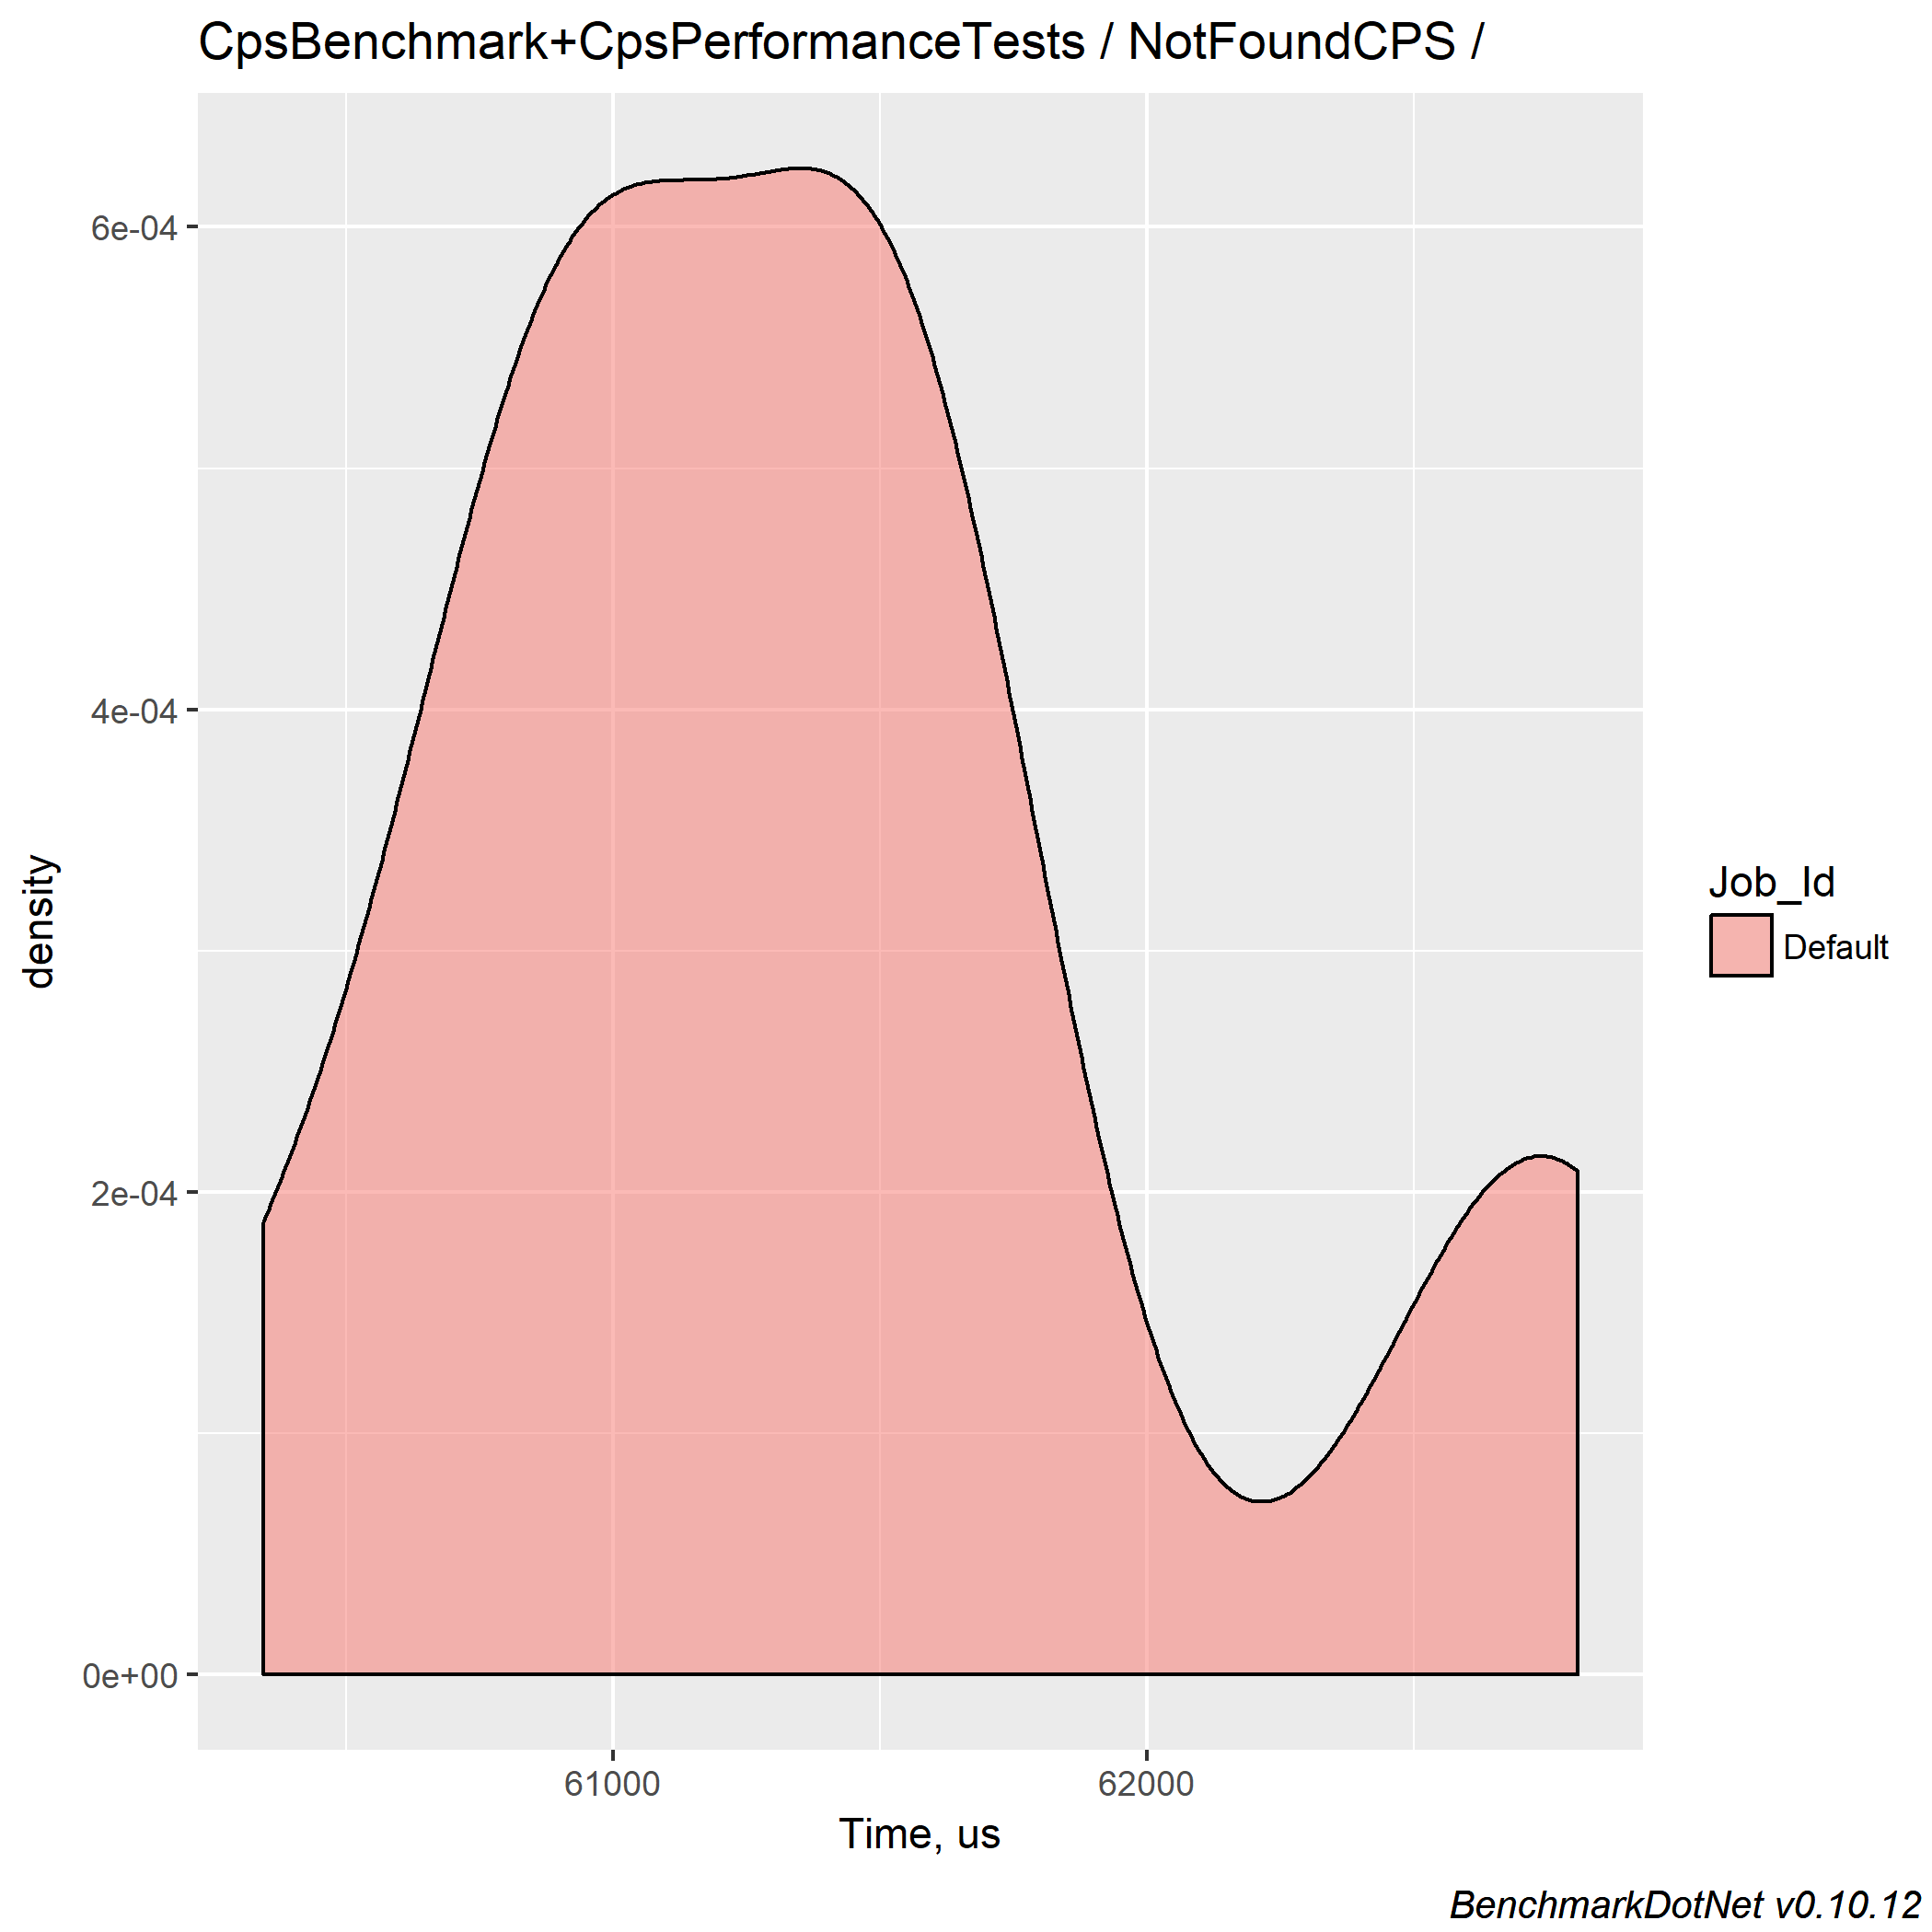 CpsBenchmark+CpsPerformanceTests / NotFoundCPS /
6e-04
4e-04
2e-04
0e+00
density
61000
62000
Time, us
Job_Id
Default
BenchmarkDotNet v0.10.12